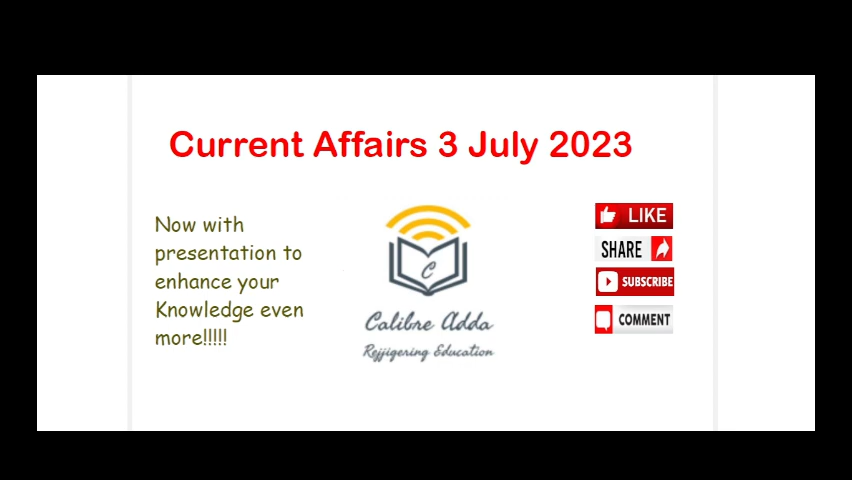 Current Affairs 3 July 2023
Now with
presentation to
enhance your
Knowledge even
more!!!!!
C
Calibre Adda
Rejjigering Education
LIKE
SHARE
SUBSCRIBE
COMMENT